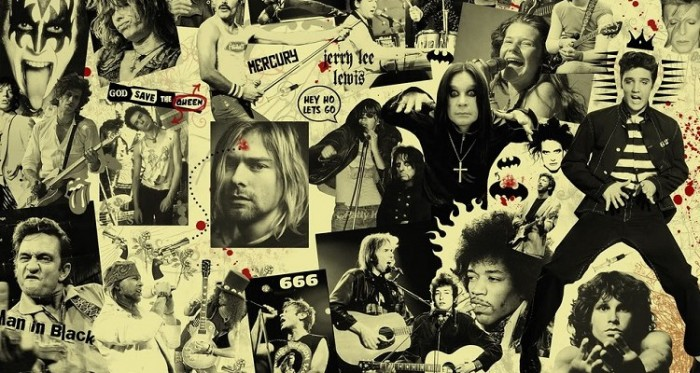 MERCURY
jerry lee
lewis
GOD SAVE THE QUEEN
HEY HO
LETS GO
666
Man in Black